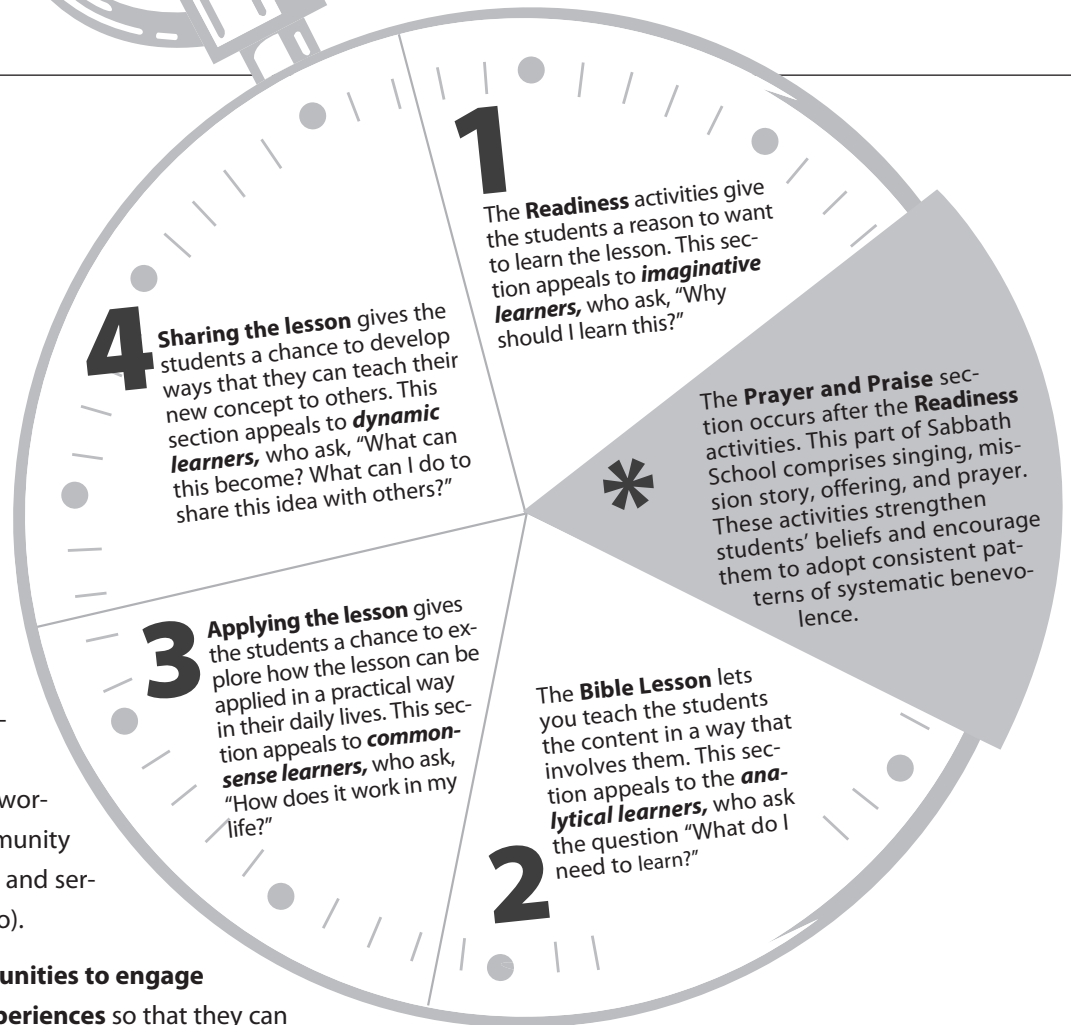 1
The Readiness activities give
the students a reason to want
to learn the lesson. This sec-
tion appeals to imaginative
learners, who ask, “Why
should I learn this?”
*
The Prayer and Praise sec-
tion occurs after the Readiness
activities. This part of Sabbath
School comprises singing, mis-
sion story, offering, and prayer.
These activities strengthen
students’ beliefs and encourage
them to adopt consistent pat-
terns of systematic benevo-
lence.
2
The Bible Lesson lets
you teach the students
the content in a way that
involves them. This sec-
tion appeals to the ana-
lytical learners, who ask
the question “What do I
need to learn?”
3
Applying the lesson gives
the students a chance to ex-
plore how the lesson can be
applied in a practical way
in their daily lives. This sec-
tion appeals to common-
sense learners, who ask,
“How does it work in my
life?”
4
Sharing the lesson gives the
students a chance to develop
ways that they can teach their
new concept to others. This
section appeals to dynamic
learners, who ask, “What can
this become? What can I do to
share this idea with others?”
and ser-
to engage
so that they can